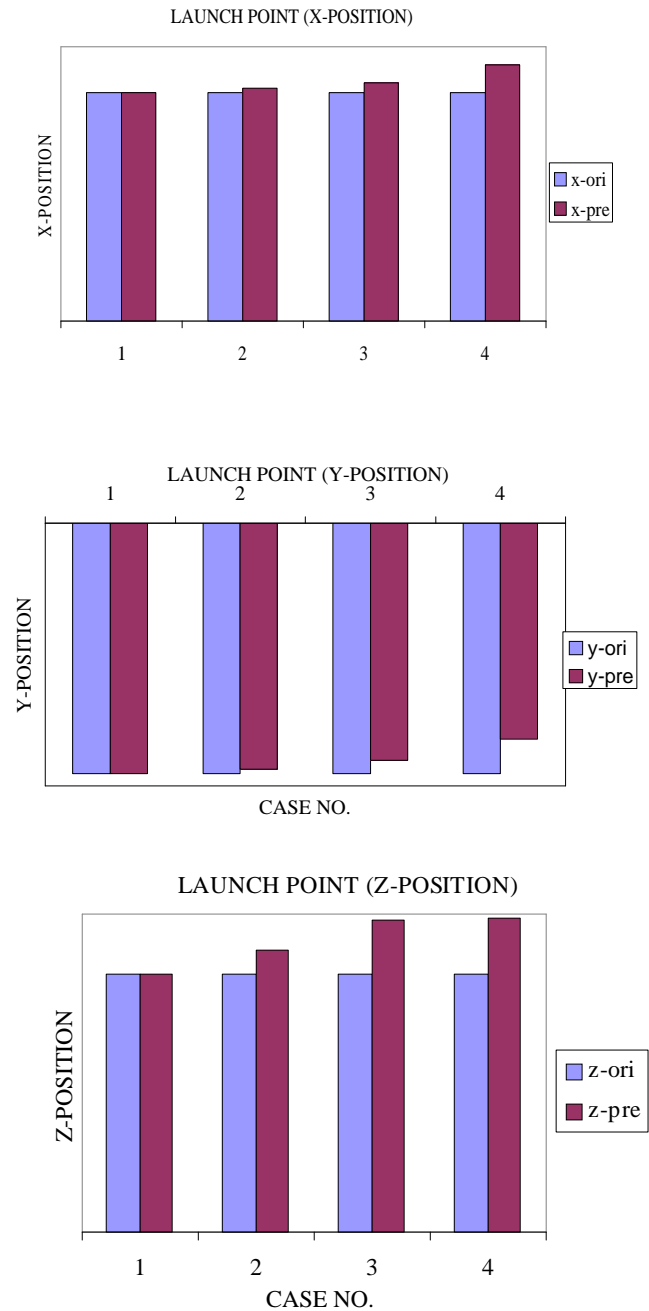 LAUNCH POINT (X-POSITION)
X-POSITION
x-ori
x-pre
1 2 3 4
LAUNCH POINT (Y-POSITION)
1 2 3 4
Y-POSITION
y-ori
y-pre
CASE NO.
LAUNCH POINT (Z-POSITION)
Z-POSITION
z-ori
z-pre
1 2 3 4
CASE NO.